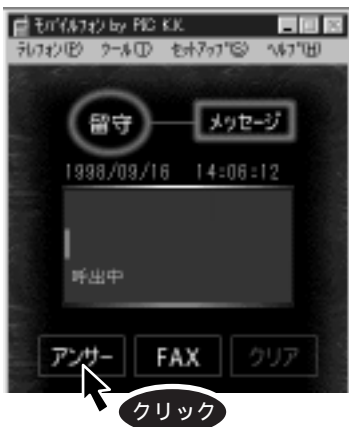 モバイルフォン by PIC K.K.
テレフォン(P) ツール(T) セットアップ(S) ヘルプ(H)
留守 メッセージ
1998/09/16 14:06:12
呼出中
アンサー FAX クリア
クリック